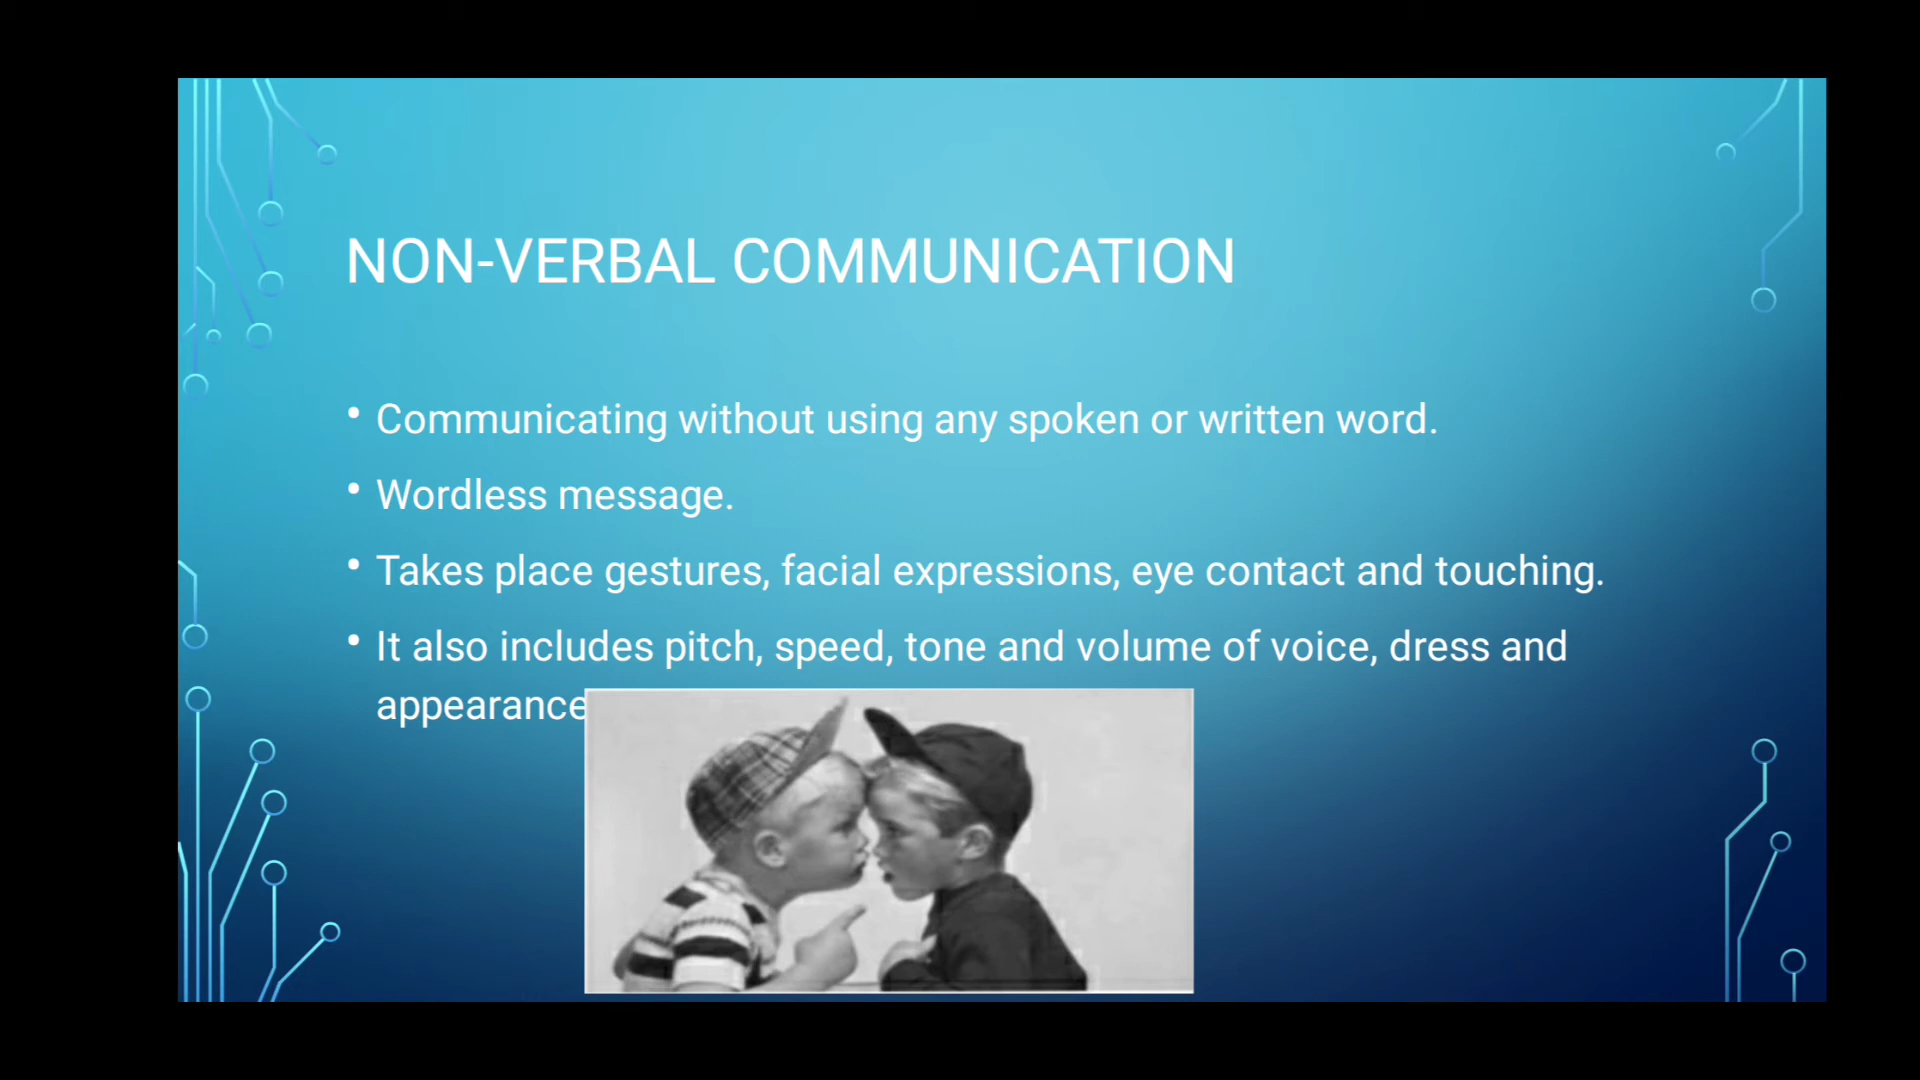 NON-VERBAL COMMUNICATION
• Communicating without using any spoken or written word.
• Wordless message.
• Takes place gestures, facial expressions, eye contact and touching.
• It also includes pitch, speed, tone and volume of voice, dress and
appearance